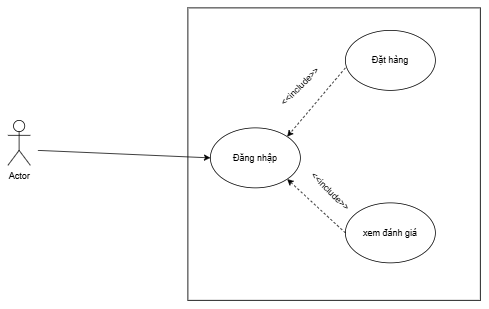 Đặt hàng
<<include>>
Actor
Đăng nhập
<<include>>
xem đánh giá